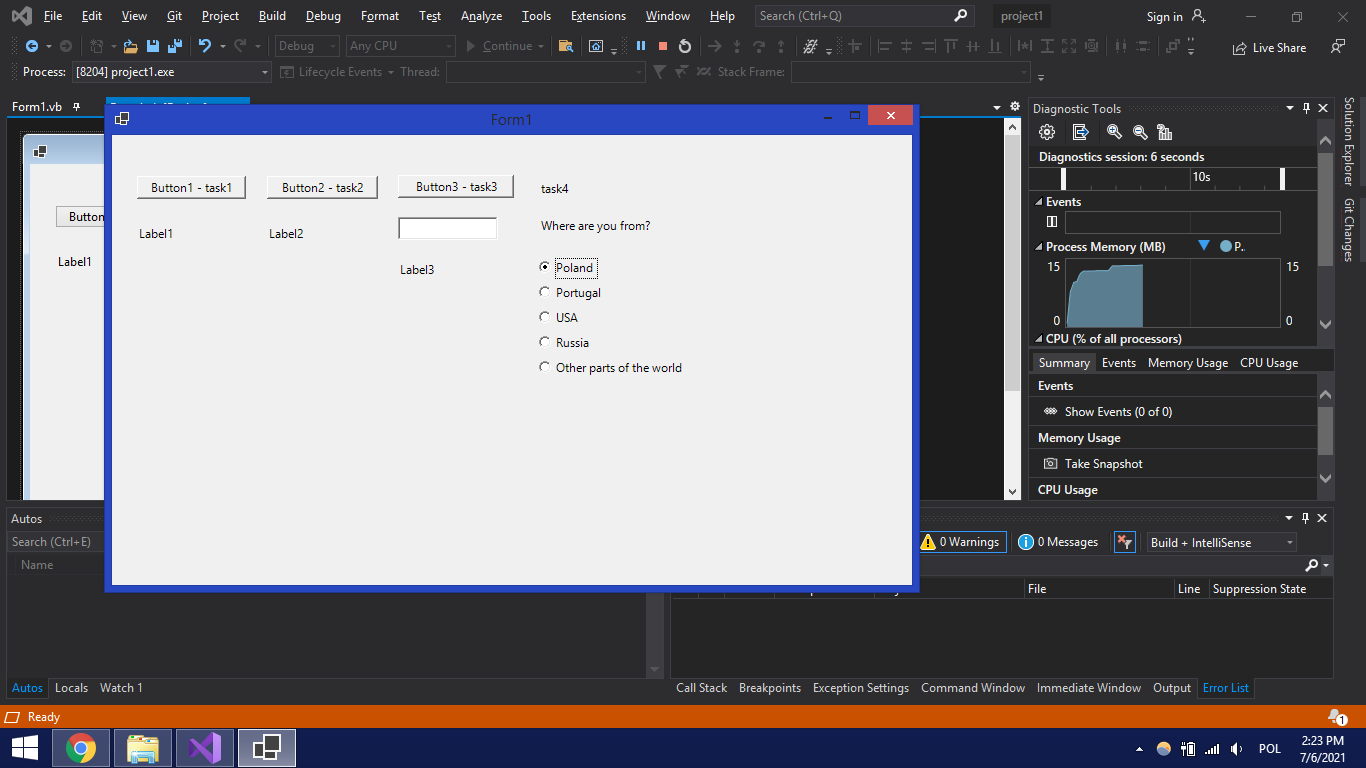 File Edit View Git Project Build Debug Format Test Analyze Tools Extensions Window Help Search (Ctrl+Q) project1 Sign in
Debug Any CPU Continue Live Share
Process: [8204] project1.exe Lifecycle Events Thread: Stack Frame:
Form1.vb
Form1
Button
Label1
Button1 - task1 Button2 - task2 Button3 - task3 task4
Label1 Label2 Where are you from?
Label3
Poland
Portugal
USA
Russia
Other parts of the world
Diagnostic Tools
Diagnostics session: 6 seconds
10s
Events
Process Memory (MB) P..
15 15
0 0
CPU (% of all processors)
Summary Events Memory Usage CPU Usage
Events
Show Events (0 of 0)
Memory Usage
Take Snapshot
CPU Usage
Solution Explorer
Git Changes
Autos
Search (Ctrl+E)
Name
0 Warnings 0 Messages Build + IntelliSense
File Line Suppression State
Autos Locals Watch 1
Call Stack Breakpoints Exception Settings Command Window Immediate Window Output Error List
Ready 1
POL 2:23 PM
7/6/2021